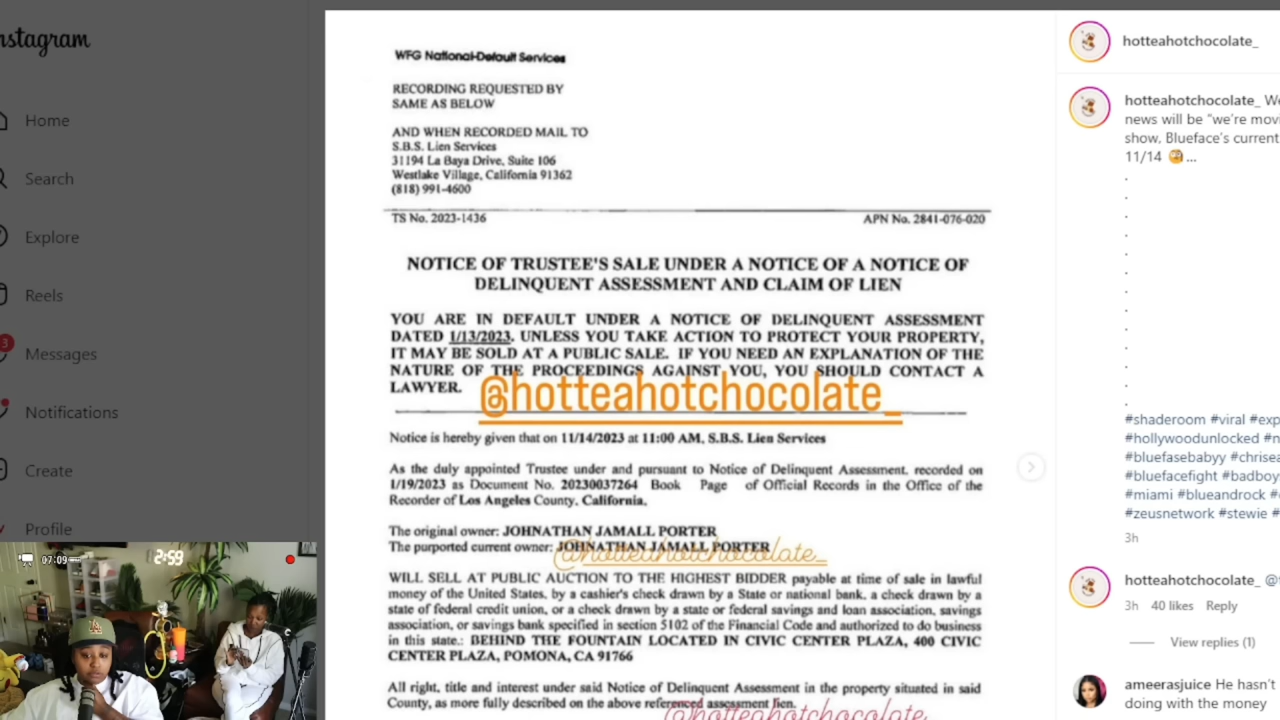 nstagram
Home
Search
Explore
Reels
3
Messages
Notifications
Create
Profile
07:09
2:59
WFG National-Default Services
RECORDING REQUESTED BY
SAME AS BELOW
AND WHEN RECORDED MAIL TO
S.B.S. Lien Services
31194 La Baya Drive, Suite 106
Westlake Village, California 91362
(818) 991-4600
TS No. 2023-1436
APN No. 2841-076-020
NOTICE OF TRUSTEE'S SALE UNDER A NOTICE OF A NOTICE OF
DELINQUENT ASSESSMENT AND CLAIM OF LIEN
YOU ARE IN DEFAULT UNDER A NOTICE OF DELINQUENT ASSESSMENT
DATED 1/13/2023. UNLESS YOU TAKE ACTION TO PROTECT YOUR PROPERTY,
IT MAY BE SOLD AT A PUBLIC SALE. IF YOU NEED AN EXPLANATION OF THE
NATURE OF THE PROCEEDINGS AGAINST YOU, YOU SHOULD CONTACT A
LAWYER.
@hotteahotchocolate_
Notice is hereby given that on 11/14/2023 at 11:00 AM, S.B.S. Lien Services
As the duly appointed Trustee under and pursuant to Notice of Delinquent Assessment, recorded on
1/19/2023 as Document No. 20230037264 Book Page of Official Records in the Office of the
Recorder of Los Angeles County, California.
The original owner: JOHNATHAN JAMALL PORTER
The purported current owner: JOHNATHAN JAMALL PORTER
@hotteahotchocolate_
WILL SELL AT PUBLIC AUCTION TO THE HIGHEST BIDDER payable at time of sale in lawful
money of the United States, by a cashier's check drawn by a State or national bank, a check drawn by a
state of federal credit union, or a check drawn by a state or federal savings and loan association, savings
association, or savings bank specified in section 5102 of the Financial Code and authorized to do business
in this state.: BEHIND THE FOUNTAIN LOCATED IN CIVIC CENTER PLAZA, 400 CIVIC
CENTER PLAZA, POMONA, CA 91766
All right, title and interest under said Notice of Delinquent Assessment in the property situated in said
County, as more fully described on the above referenced assessment lien.
@hotteahotchocolate
hotteahotchocolate_
hotteahotchocolate_ We
news will be "we're movi
show, Blueface's current
11/14 🧐 ...
.
.
.
.
.
.
.
.
.
.
.
.
.
#shaderoom #viral #exp
#hollywoodunlocked #n
#bluefasebabyy #chrisea
#bluefacefight #badboy
#miami #blueandrock #
#zeusnetwork #stewie #
3h
hotteahotchocolate_ @
3h 40 likes Reply
View replies (1)
ameerasjuice He hasn't
doing with the money